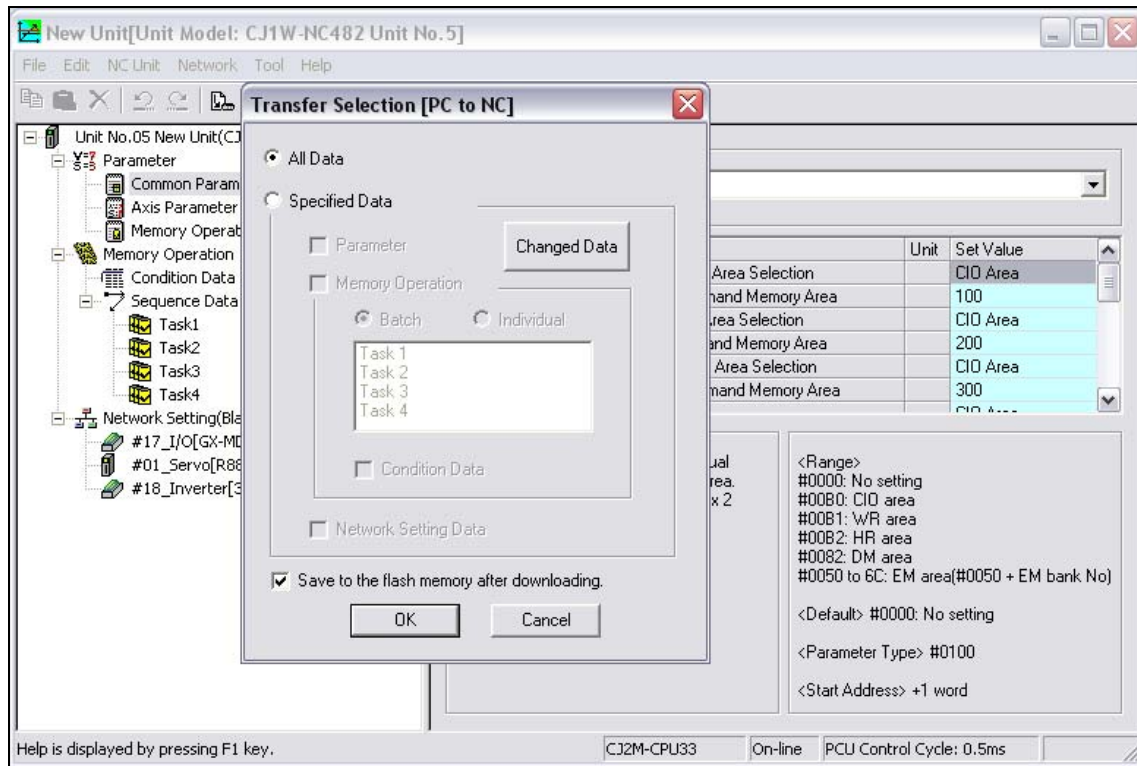 New Unit[Unit Model: CJ1W-NC482 Unit No.5]
File Edit NC Unit Network Tool Help
Transfer Selection [PC to NC]
Unit No.05 New Unit(CJ
Parameter
Common Param
Axis Parameter
Memory Operat
Memory Operation
Condition Data
Sequence Data
Task1
Task2
Task3
Task4
Network Setting(Bla
#17_I/O[GX-MD
#01_Servo[R88
#18_Inverter[3
All Data
Specified Data
Parameter
Changed Data
Memory Operation
Batch Individual
Task 1
Task 2
Task 3
Task 4
Condition Data
Network Setting Data
Save to the flash memory after downloading.
OK Cancel
Unit Set Value
Area Selection CIO Area
mand Memory Area 100
Area Selection CIO Area
and Memory Area 200
Area Selection CIO Area
mand Memory Area 300
ual
rea.
x 2
<Range>
#0000: No setting
#00B0: CIO area
#00B1: WR area
#00B2: HR area
#0082: DM area
#0050 to 6C: EM area(#0050 + EM bank No)
<Default> #0000: No setting
<Parameter Type> #0100
<Start Address> +1 word
Help is displayed by pressing F1 key.
CJ2M-CPU33 On-line PCU Control Cycle: 0.5ms